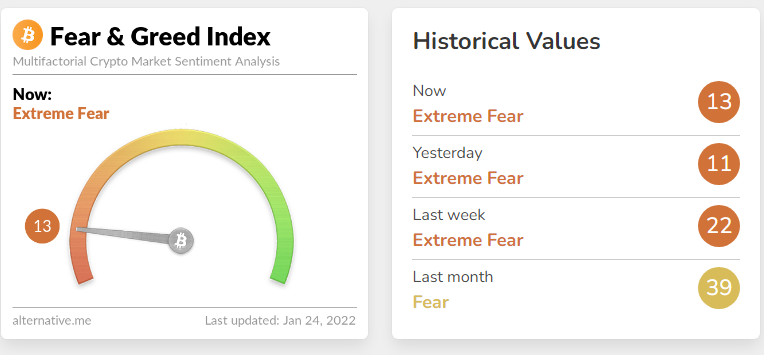 Fear & Greed Index
Multifactorial Crypto Market Sentiment Analysis
Now:
Extreme Fear
13
alternative.me
Last updated: Jan 24, 2022
Historical Values
Now
Extreme Fear
13
Yesterday
Extreme Fear
11
Last week
Extreme Fear
22
Last month
Fear
39